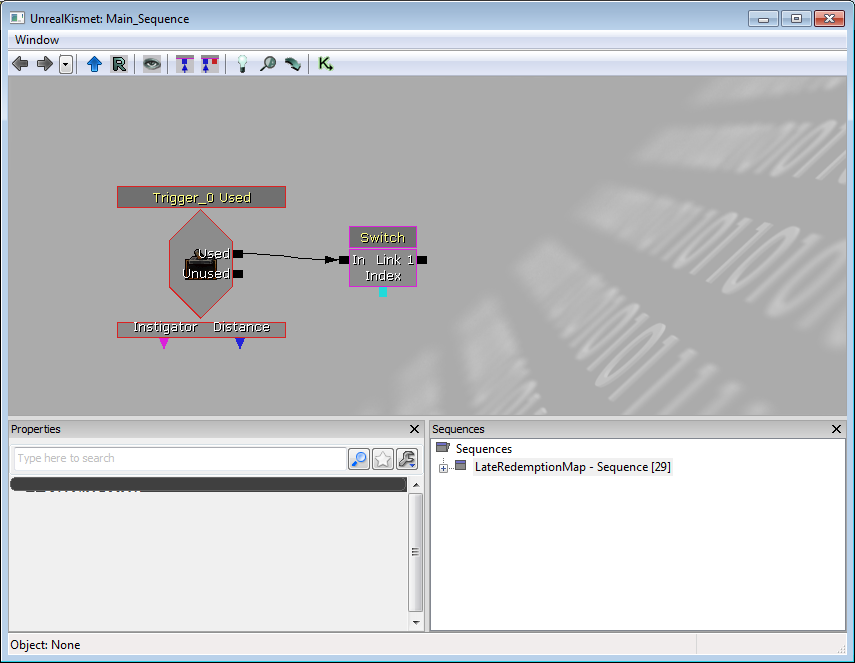 UnrealKismet: Main_Sequence
Window
Trigger_0 Used
Used
Unused
Instigator Distance
Switch
In Link 1
Index
Properties
Type here to search
Sequences
Sequences
LateRedemptionMap - Sequence [29]
Object: None